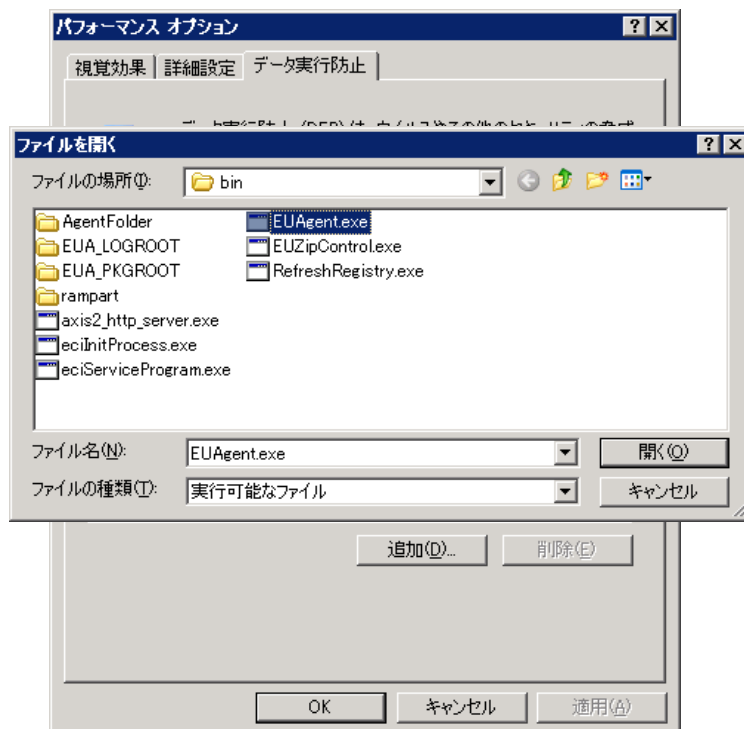 パフォーマンス オプション
視覚効果 詳細設定 データ実行防止
ファイルを開く
ファイルの場所(I): bin
AgentFolder
EUA_LOGROOT
EUA_PKGROOT
rampart
axis2_http_server.exe
eciInitProcess.exe
eciServiceProgram.exe
EUAgent.exe
EUZipControl.exe
RefreshRegistry.exe
ファイル名(N): EUAgent.exe 開く(O)
ファイルの種類(T): 実行可能なファイル キャンセル
追加(D)... 削除(E)
OK キャンセル 適用(A)